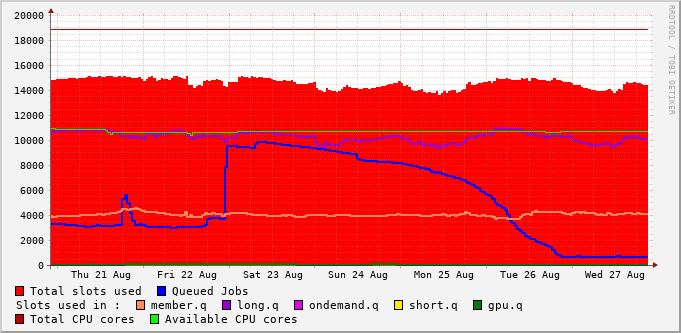 20000
18000
16000
14000
12000
10000
8000
6000
4000
2000
0
Thu 21 Aug Fri 22 Aug Sat 23 Aug Sun 24 Aug Mon 25 Aug Tue 26 Aug Wed 27 Aug
Total slots used Queued Jobs
Slots used in : member.q long.q ondemand.q short.q gpu.q
Total CPU cores Available CPU cores
RRDTOOL / TOBI OETIKER